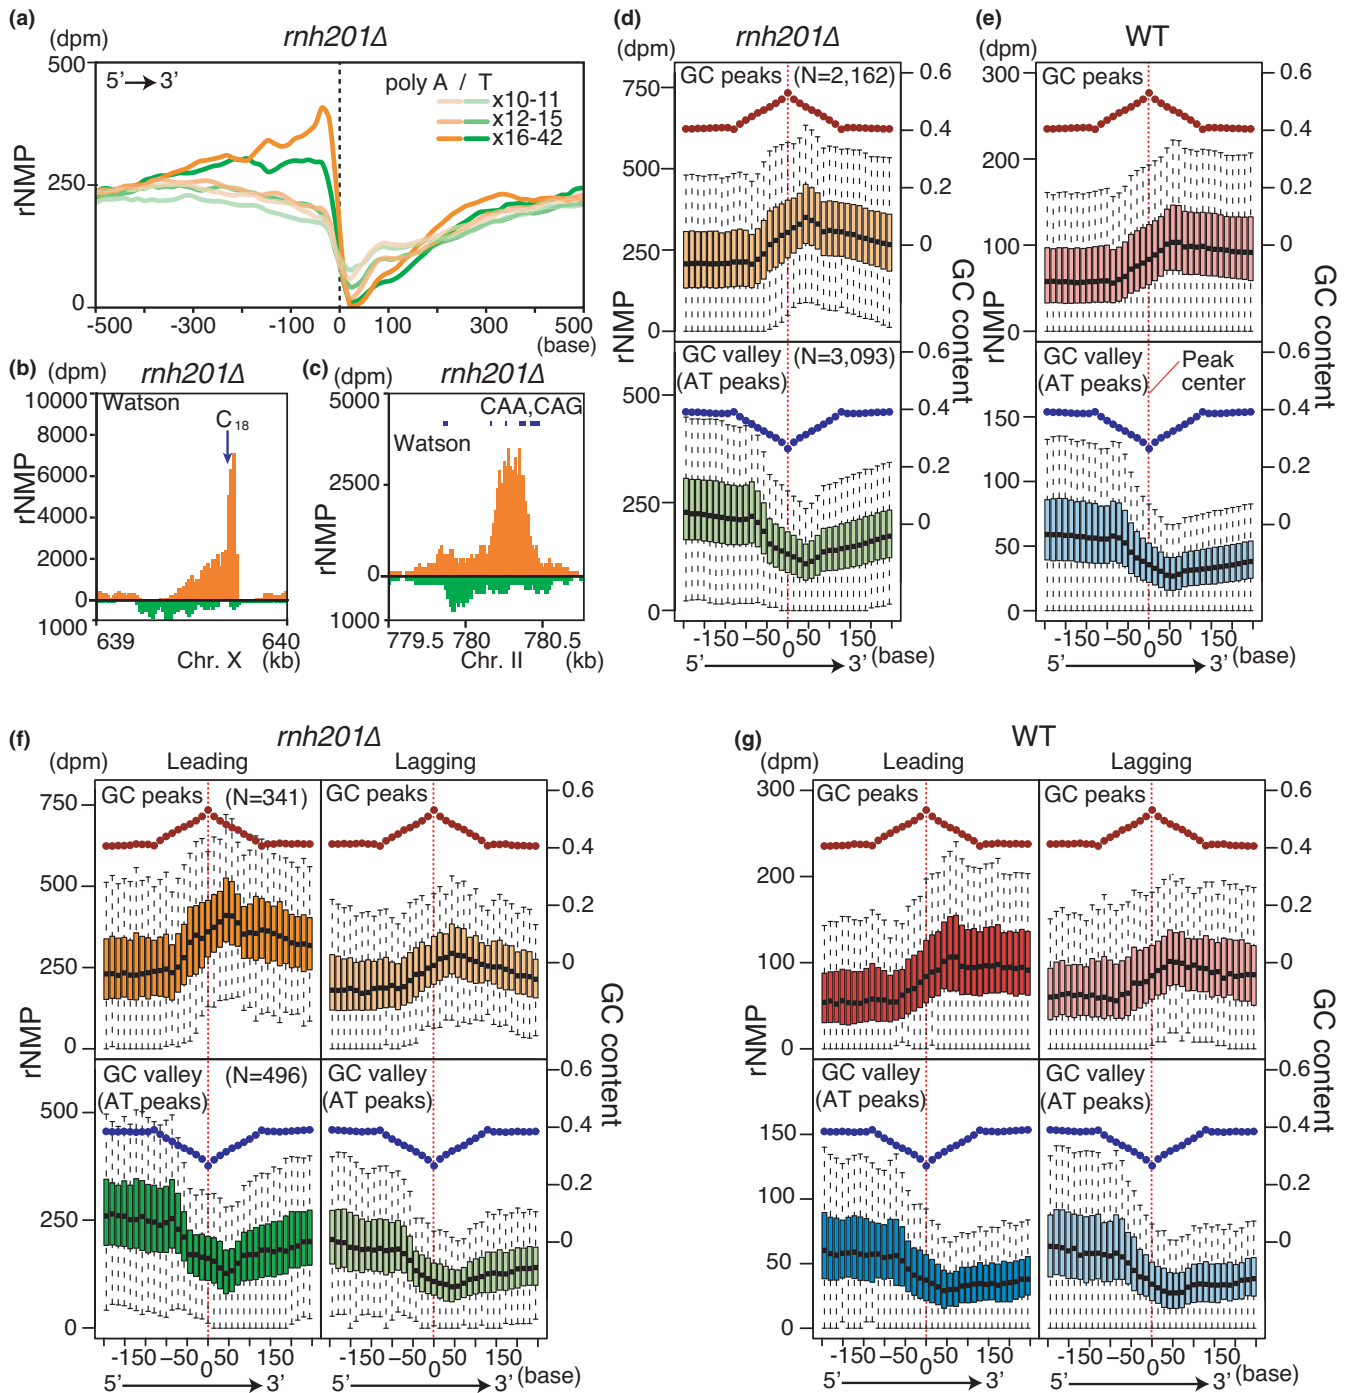 (a)
(dpm)
rnh201Δ
500
250
0
rNMP
5’→3’
poly A / T
x10-11
x12-15
x16-42
-500
-300
-100
0
100
300
500
(base)
(b)
(dpm)
rnh201Δ
10000
8000
6000
4000
2000
0
1000
rNMP
Watson
C18
639
640
Chr. X
(kb)
(c)
(dpm)
rnh201Δ
5000
2500
0
1000
rNMP
CAA,CAG
Watson
779.5
780
780.5
Chr. II
(kb)
(d)
(dpm)
rnh201Δ
GC peaks
(N=2,162)
750
500
250
0
0.6
0.4
0.2
0
rNMP
GC content
GC valley
(AT peaks)
(N=3,093)
500
250
0
0.6
0.4
0.2
0
-150
−50
0
50
150
(base)
5’→3’
(e)
(dpm)
WT
GC peaks
300
200
100
0
0.6
0.4
0.2
0
rNMP
GC content
GC valley
(AT peaks)
Peak
center
150
100
50
0
0.6
0.4
0.2
0
-150
−50
0
50
150
(base)
5’→3’
(f)
(dpm)
rnh201Δ
Leading
Lagging
GC peaks
(N=341)
GC peaks
750
500
250
0
0.6
0.4
0.2
0
rNMP
GC content
GC valley
(AT peaks)
(N=496)
GC valley
(AT peaks)
500
250
0
0.6
0.4
0.2
0
-150
−50
0
50
150
-150
−50
0
50
150
(base)
5’→3’
5’→3’
(g)
(dpm)
WT
Leading
Lagging
GC peaks
GC peaks
300
200
100
0
0.6
0.4
0.2
0
rNMP
GC content
GC valley
(AT peaks)
GC valley
(AT peaks)
150
100
50
0
0.6
0.4
0.2
0
-150
−50
0
50
150
-150
−50
0
50
150
(base)
5’→3’
5’→3’